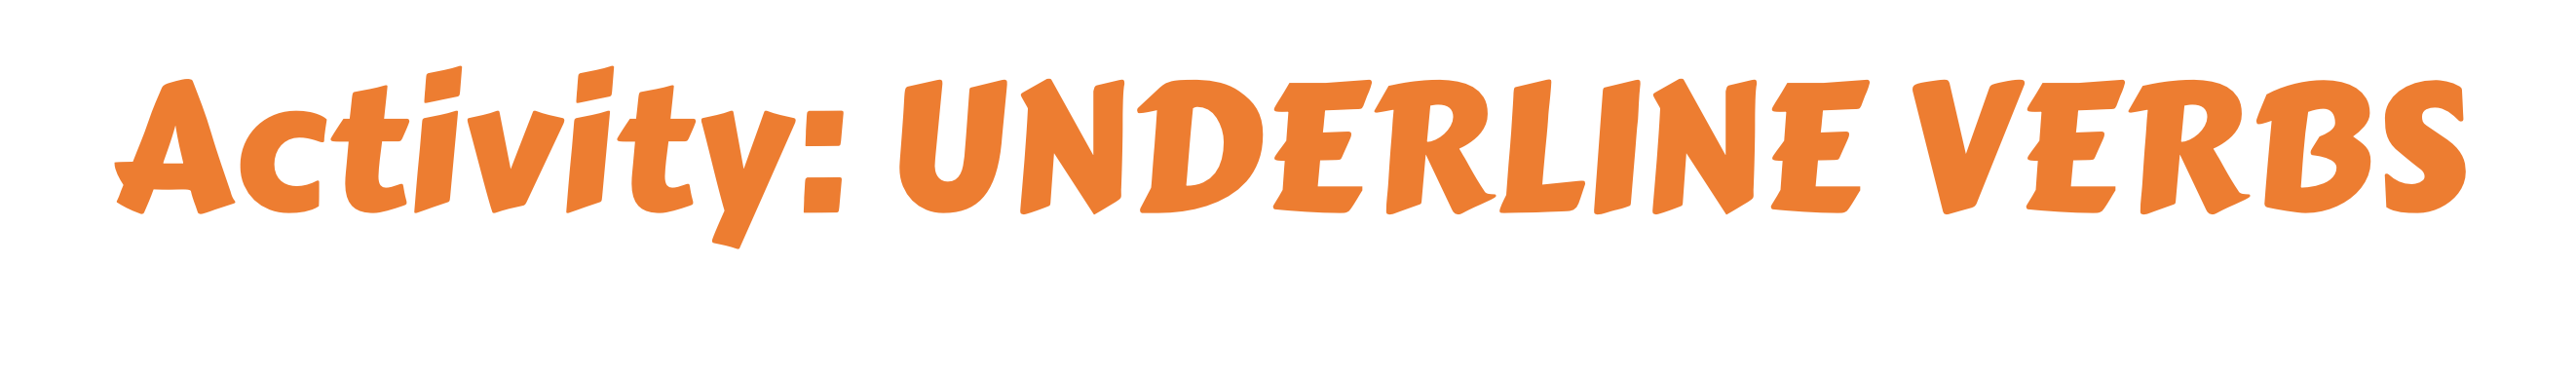 Activity: UNDERLINE VERBS